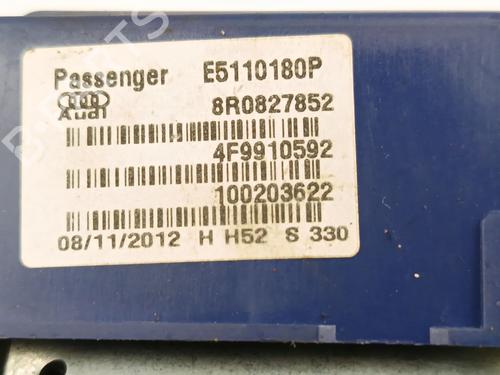 Passenger E5110180P
Audi 8R0827852
4F9910592
100203622
08/11/2012 H H52 S 330